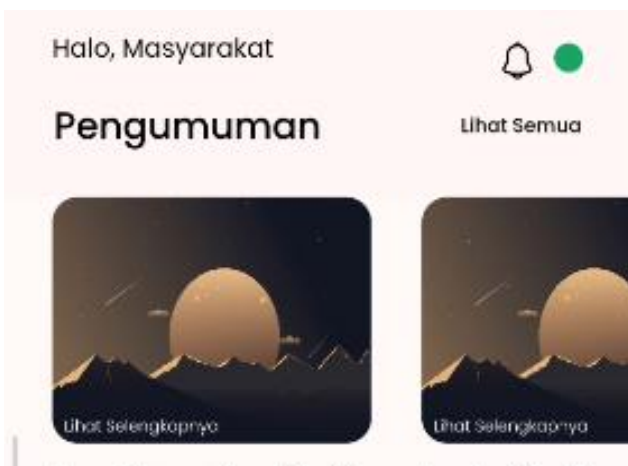 Halo, Masyarakat
Pengumuman
Lihat Semua
Lihat Selengkapnya
Lihat Selengkapnya